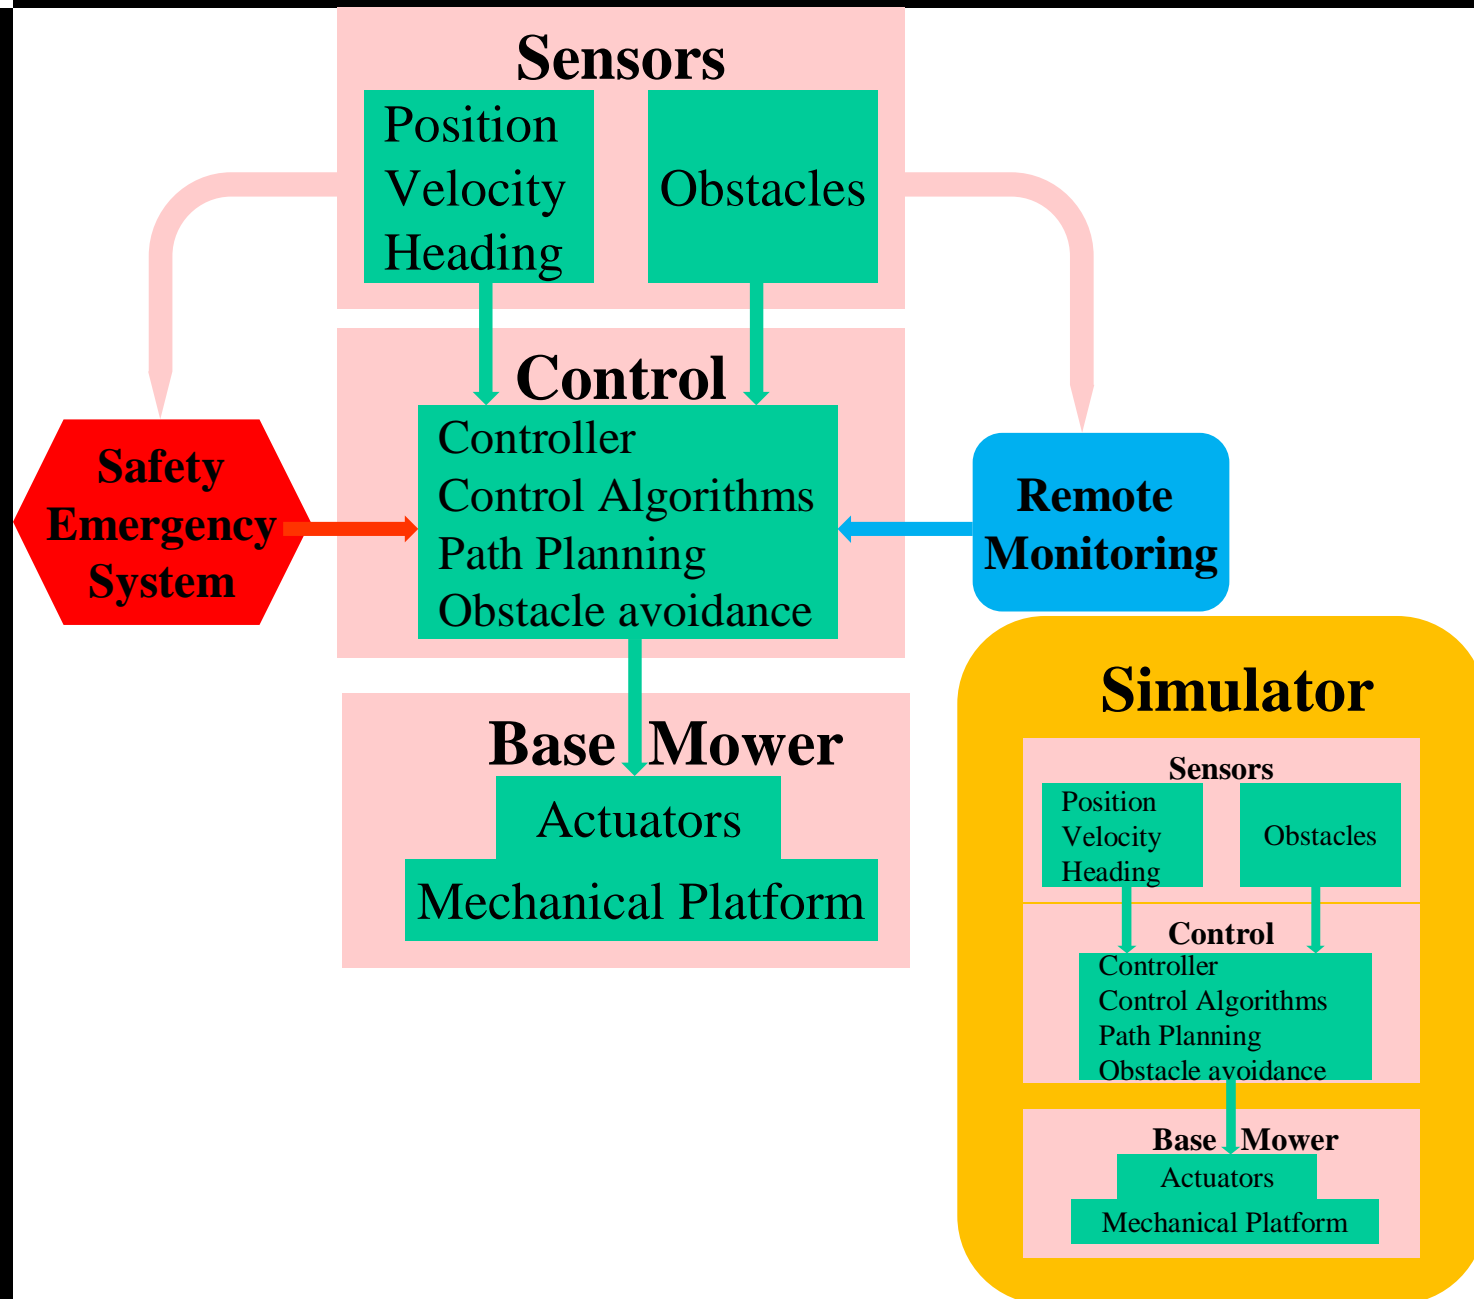 Sensors
Position
Velocity
Heading
Obstacles
Control
Controller
Control Algorithms
Path Planning
Obstacle avoidance
Safety
Emergency
System
Remote
Monitoring
Base Mower
Actuators
Mechanical Platform
Simulator
Sensors
Position
Velocity
Heading
Obstacles
Control
Controller
Control Algorithms
Path Planning
Obstacle avoidance
Base Mower
Actuators
Mechanical Platform